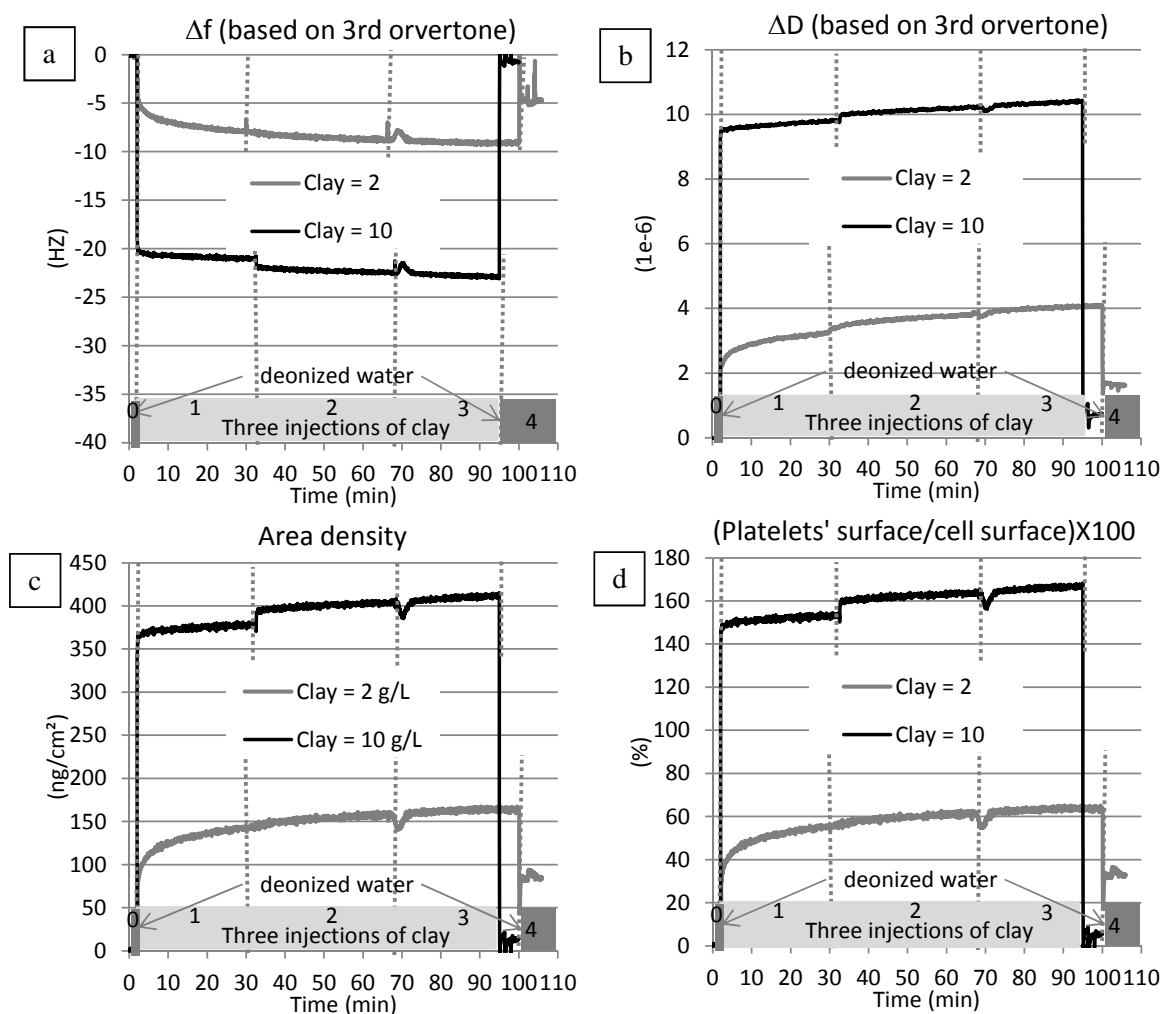 a
Δf (based on 3rd orvertone)
0
-5
-10
-15
-20
-25
-30
-35
-40
(HZ)
Clay = 2
Clay = 10
deonized water
0 1 2 3 4
Three injections of clay
0 10 20 30 40 50 60 70 80 90 100 110
Time (min)
b
ΔD (based on 3rd orvertone)
12
10
8
6
4
2
0
(1e-6)
Clay = 2
Clay = 10
deonized water
0 1 2 3 4
Three injections of clay
0 10 20 30 40 50 60 70 80 90 100 110
Time (min)
c
Area density
450
400
350
300
250
200
150
100
50
0
(ng/cm²)
Clay = 2 g/L
Clay = 10 g/L
deonized water
0 1 2 3 4
Three injections of clay
0 10 20 30 40 50 60 70 80 90 100 110
Time (min)
d
(Platelets' surface/cell surface)X100
180
160
140
120
100
80
60
40
20
0
(%)
Clay = 2
Clay = 10
deonized water
0 1 2 3 4
Three injections of clay
0 10 20 30 40 50 60 70 80 90 100 110
Time (min)